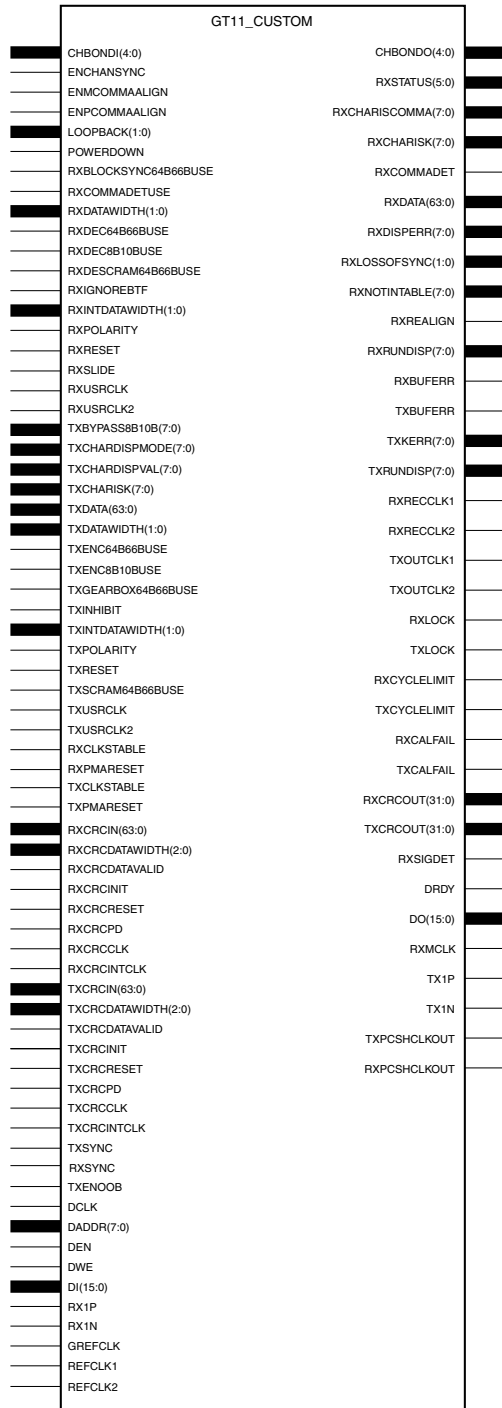 GT11_CUSTOM
CHBONDI(4:0)
ENCHANSYNC
ENMCOMMAALIGN
ENPCOMMAALIGN
LOOPBACK(1:0)
POWERDOWN
RXBLOCKSYNC64B66BUSE
RXCOMMADETUSE
RXDATAWIDTH(1:0)
RXDEC64B66BUSE
RXDEC8B10BUSE
RXDESCRAM64B66BUSE
RXIGNOREBTF
RXINTDATAWIDTH(1:0)
RXPOLARITY
RXRESET
RXSLIDE
RXUSRCLK
RXUSRCLK2
TXBYPASS8B10B(7:0)
TXCHARDISPMODE(7:0)
TXCHARDISPVAL(7:0)
TXCHARISK(7:0)
TXDATA(63:0)
TXDATAWIDTH(1:0)
TXENC64B66BUSE
TXENC8B10BUSE
TXGEARBOX64B66BUSE
TXINHIBIT
TXINTDATAWIDTH(1:0)
TXPOLARITY
TXRESET
TXSCRAM64B66BUSE
TXUSRCLK
TXUSRCLK2
RXCLKSTABLE
RXPMARESET
TXCLKSTABLE
TXPMARESET
RXCRCIN(63:0)
RXCRCDATAWIDTH(2:0)
RXCRCDATAVALID
RXCRCINIT
RXCRCRESET
RXCRCPD
RXCRCCLK
RXCRCINTCLK
TXCRCIN(63:0)
TXCRCDATAWIDTH(2:0)
TXCRCDATAVALID
TXCRCINIT
TXCRCRESET
TXCRCPD
TXCRCCLK
TXCRCINTCLK
TXSYNC
RXSYNC
TXENOOB
DCLK
DADDR(7:0)
DEN
DWE
DI(15:0)
RX1P
RX1N
GREFCLK
REFCLK1
REFCLK2
CHBONDO(4:0)
RXSTATUS(5:0)
RXCHARISCOMMA(7:0)
RXCHARISK(7:0)
RXCOMMADET
RXDATA(63:0)
RXDISPERR(7:0)
RXLOSSOFSYNC(1:0)
RXNOTINTABLE(7:0)
RXREALIGN
RXRUNDISP(7:0)
RXBUFERR
TXBUFERR
TXKERR(7:0)
TXRUNDISP(7:0)
RXRECCLK1
RXRECCLK2
TXOUTCLK1
TXOUTCLK2
RXLOCK
TXLOCK
RXCYCLELIMIT
TXCYCLELIMIT
RXCALFAIL
TXCALFAIL
RXCRCOUT(31:0)
TXCRCOUT(31:0)
RXSIGDET
DRDY
DO(15:0)
RXMCLK
TX1P
TX1N
TXPCSHCLKOUT
RXPCSHCLKOUT